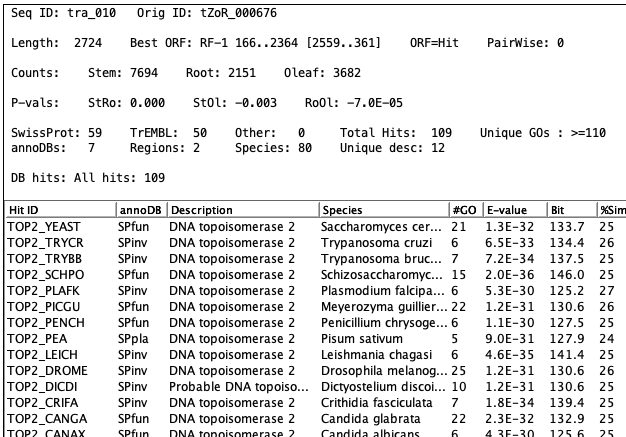 Seq ID: tra_010 Orig ID: tZoR_000676
Length: 2724 Best ORF: RF-1 166..2364 [2559..361] ORF=Hit PairWise: 0
Counts: Stem: 7694 Root: 2151 Oleaf: 3682
P-vals: StRo: 0.000 StOl: -0.003 RoOl: -7.0E-05
SwissProt: 59 TrEMBL: 50 Other: 0 Total Hits: 109 Unique GOs : >=110
annoDBs: 7 Regions: 2 Species: 80 Unique desc: 12
DB hits: All hits: 109
Hit ID annoDB Description Species #GO E-value Bit %Sim
TOP2_YEAST SPfun DNA topoisomerase 2 Saccharomyces cer... 21 1.3E-32 133.7 25
TOP2_TRYCR SPinv DNA topoisomerase 2 Trypanosoma cruzi 6 6.5E-33 134.4 26
TOP2_TRYBB SPinv DNA topoisomerase 2 Trypanosoma bruc... 7 7.2E-34 137.5 25
TOP2_SCHPO SPfun DNA topoisomerase 2 Schizosaccharomyc... 15 2.0E-36 146.0 25
TOP2_PLAFK SPinv DNA topoisomerase 2 Plasmodium falcipa... 6 5.3E-30 125.2 27
TOP2_PICGU SPfun DNA topoisomerase 2 Meyerozyma guillier... 22 1.2E-31 130.6 26
TOP2_PENCH SPfun DNA topoisomerase 2 Penicillium chrysoge... 6 1.1E-30 127.5 25
TOP2_PEA SPpla DNA topoisomerase 2 Pisum sativum 5 9.0E-31 127.9 24
TOP2_LEICH SPinv DNA topoisomerase 2 Leishmania chagasi 6 4.6E-35 141.4 25
TOP2_DROME SPinv DNA topoisomerase 2 Drosophila melanog... 25 1.2E-31 130.6 26
TOP2_DICDI SPinv Probable DNA topoiso... Dictyostelium discoi... 10 1.2E-31 130.6 25
TOP2_CRIFA SPinv DNA topoisomerase 2 Crithidia fasciculata 7 1.8E-34 139.4 25
TOP2_CANGA SPfun DNA topoisomerase 2 Candida glabrata 22 2.3E-32 132.9 25
TOP2_CANAX SPfun DNA topoisomerase 2 Candida albicans 6 4.3E-30 125.6 25